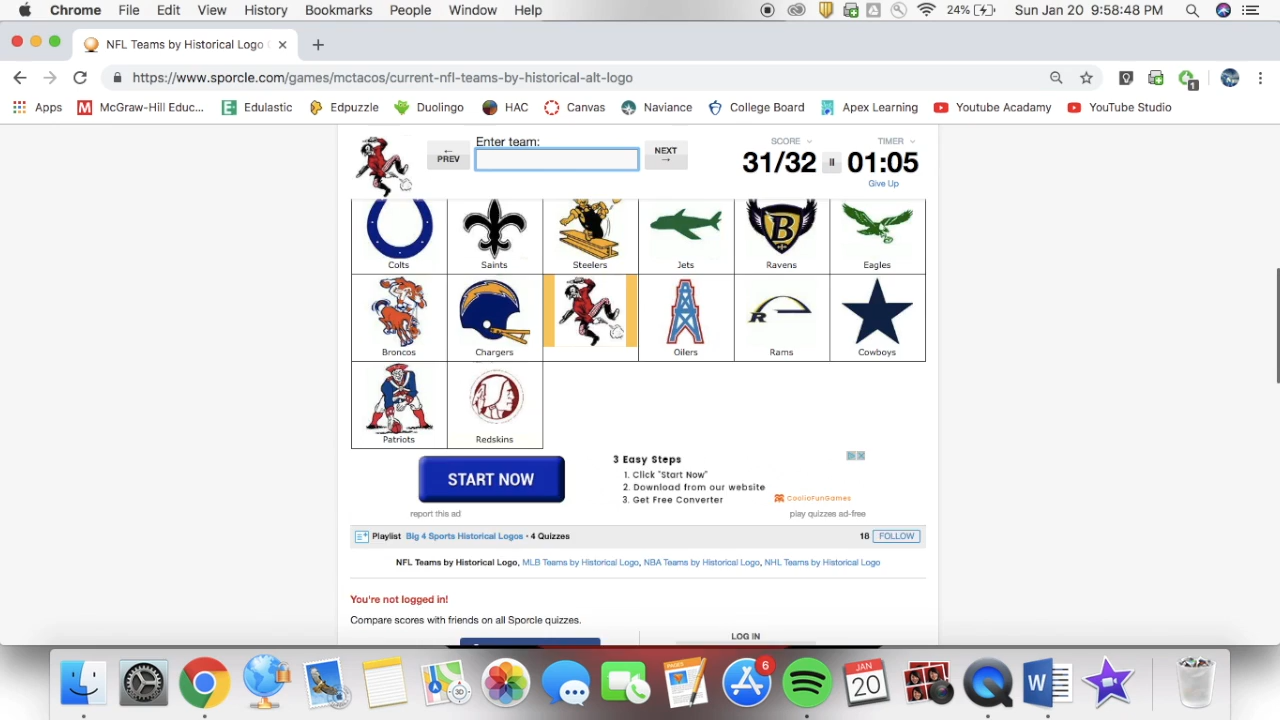 Chrome File Edit View History Bookmarks People Window Help 24% Sun Jan 20 9:58:48 PM
NFL Teams by Historical Logo
https://www.sporcle.com/games/mctacos/current-nfl-teams-by-historical-alt-logo
1
Apps McGraw-Hill Educ... Edulastic Edpuzzle Duolingo HAC Canvas Naviance College Board Apex Learning Youtube Acadamy YouTube Studio
← PREV
Enter team:
NEXT →
SCORE
31/32
TIMER
01:05
Give Up
B
Colts Saints Steelers Jets Ravens Eagles
R
Broncos Chargers Oilers Rams Cowboys
Patriots Redskins
START NOW
3 Easy Steps
1. Click "Start Now"
2. Download from our website
3. Get Free Converter
CoolioFunGames
report this ad
play quizzes ad-free
Playlist Big 4 Sports Historical Logos • 4 Quizzes 18 FOLLOW
NFL Teams by Historical Logo, MLB Teams by Historical Logo, NBA Teams by Historical Logo, NHL Teams by Historical Logo
You're not logged in!
Compare scores with friends on all Sporcle quizzes.
LOG IN
3D
PAGES
6
JAN
20
W